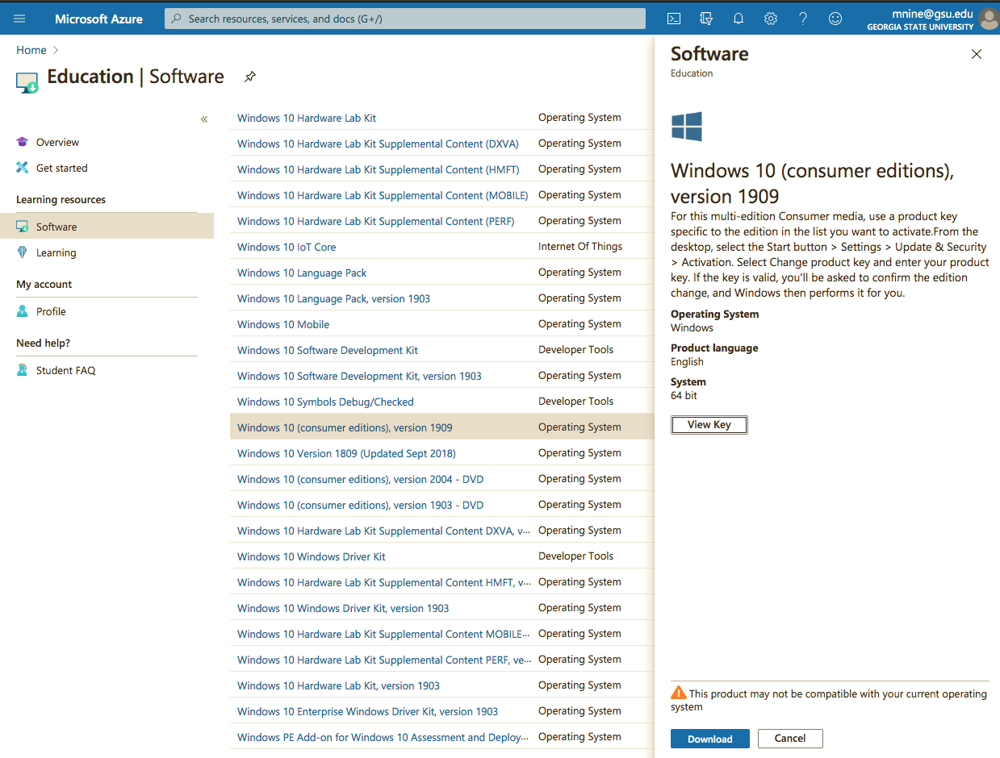 Microsoft Azure
Search resources, services, and docs (G+/)
mnine@gsu.edu
GEORGIA STATE UNIVERSITY
Home
Education | Software
«
Overview
Get started
Learning resources
Software
Learning
My account
Profile
Need help?
Student FAQ
Windows 10 Hardware Lab Kit Operating System
Windows 10 Hardware Lab Kit Supplemental Content (DXVA) Operating System
Windows 10 Hardware Lab Kit Supplemental Content (HMFT) Operating System
Windows 10 Hardware Lab Kit Supplemental Content (MOBILE) Operating System
Windows 10 Hardware Lab Kit Supplemental Content (PERF) Operating System
Windows 10 IoT Core Internet Of Things
Windows 10 Language Pack Operating System
Windows 10 Language Pack, version 1903 Operating System
Windows 10 Mobile Operating System
Windows 10 Software Development Kit Developer Tools
Windows 10 Software Development Kit, version 1903 Operating System
Windows 10 Symbols Debug/Checked Developer Tools
Windows 10 (consumer editions), version 1909 Operating System
Windows 10 Version 1809 (Updated Sept 2018) Operating System
Windows 10 (consumer editions), version 2004 - DVD Operating System
Windows 10 (consumer editions), version 1903 - DVD Operating System
Windows 10 Hardware Lab Kit Supplemental Content DXVA, v... Operating System
Windows 10 Windows Driver Kit Developer Tools
Windows 10 Hardware Lab Kit Supplemental Content HMFT, v... Operating System
Windows 10 Windows Driver Kit, version 1903 Operating System
Windows 10 Hardware Lab Kit Supplemental Content MOBILE... Operating System
Windows 10 Hardware Lab Kit Supplemental Content PERF, ve... Operating System
Windows 10 Hardware Lab Kit, version 1903 Operating System
Windows 10 Enterprise Windows Driver Kit, version 1903 Operating System
Windows PE Add-on for Windows 10 Assessment and Deploy... Operating System
Software
Education
Windows 10 (consumer editions),
version 1909
For this multi-edition Consumer media, use a product key
specific to the edition in the list you want to activate.From the
desktop, select the Start button > Settings > Update & Security
> Activation. Select Change product key and enter your product
key. If the key is valid, you'll be asked to confirm the edition
change, and Windows then performs it for you.
Operating System
Windows
Product language
English
System
64 bit
View Key
This product may not be compatible with your current operating
system
Download
Cancel